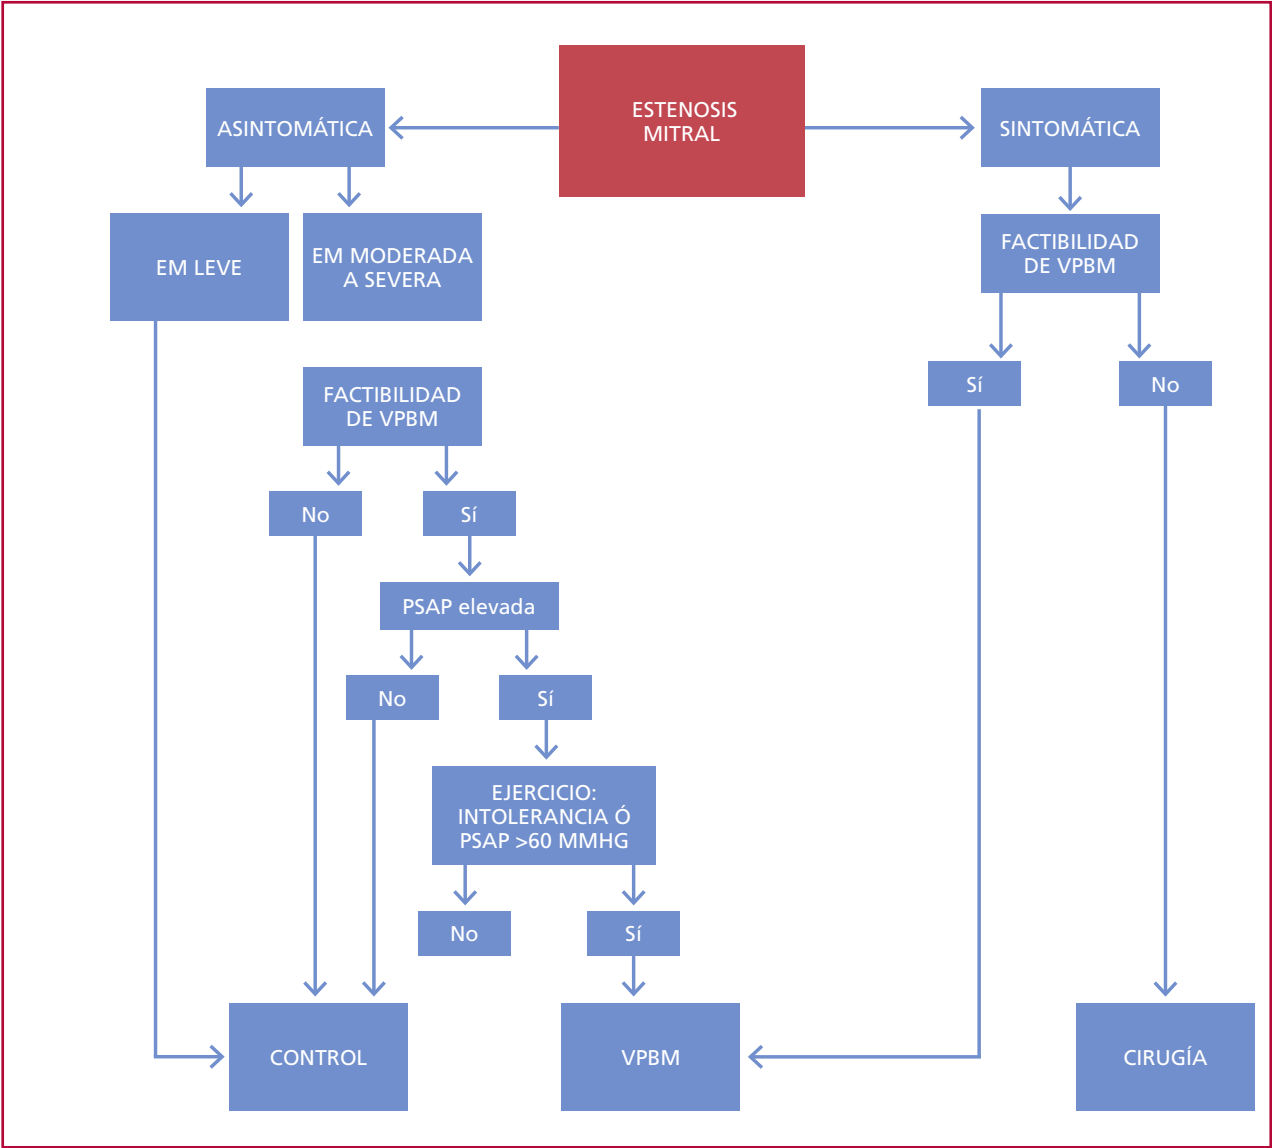 ESTENOSIS
MITRAL
ASINTOMÁTICA
SINTOMÁTICA
EM LEVE
EM MODERADA
A SEVERA
FACTIBILIDAD
DE VPBM
Sí
No
FACTIBILIDAD
DE VPBM
No
Sí
PSAP elevada
No
Sí
EJERCICIO:
INTOLERANCIA Ó
PSAP >60 MMHG
No
Sí
CONTROL
VPBM
CIRUGÍA